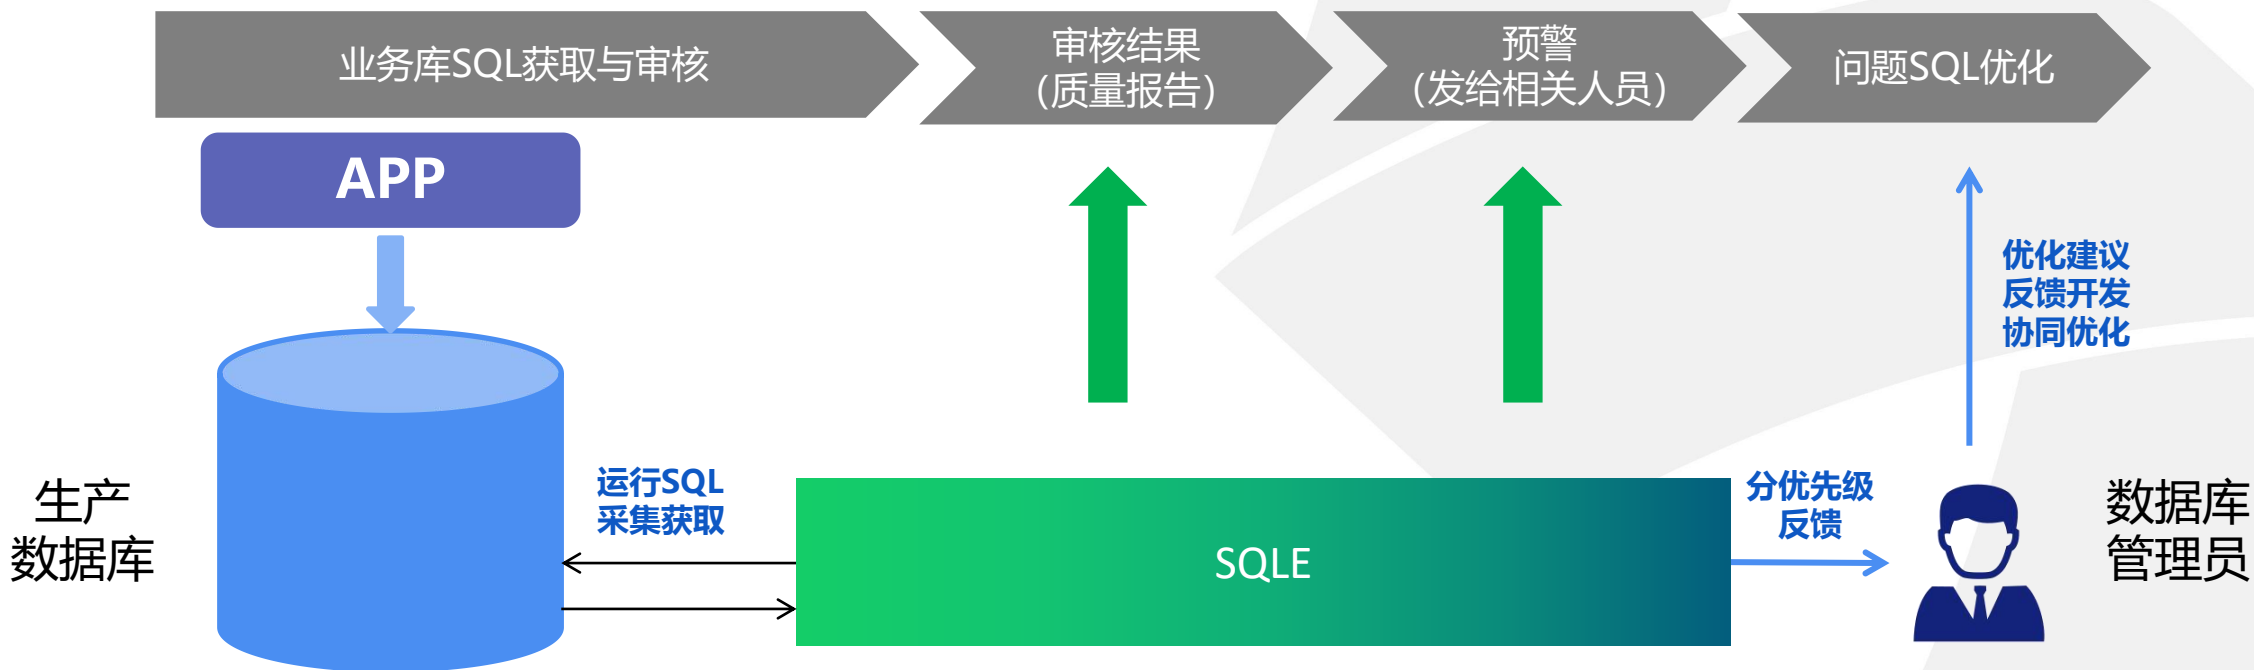 业务库SQL获取与审核
审核结果
（质量报告）
预警
（发给相关人员）
问题SQL优化
APP
优化建议
反馈开发
协同优化
生产
数据库
运行SQL
采集获取
SQLE
分优先级
反馈
数据库
管理员